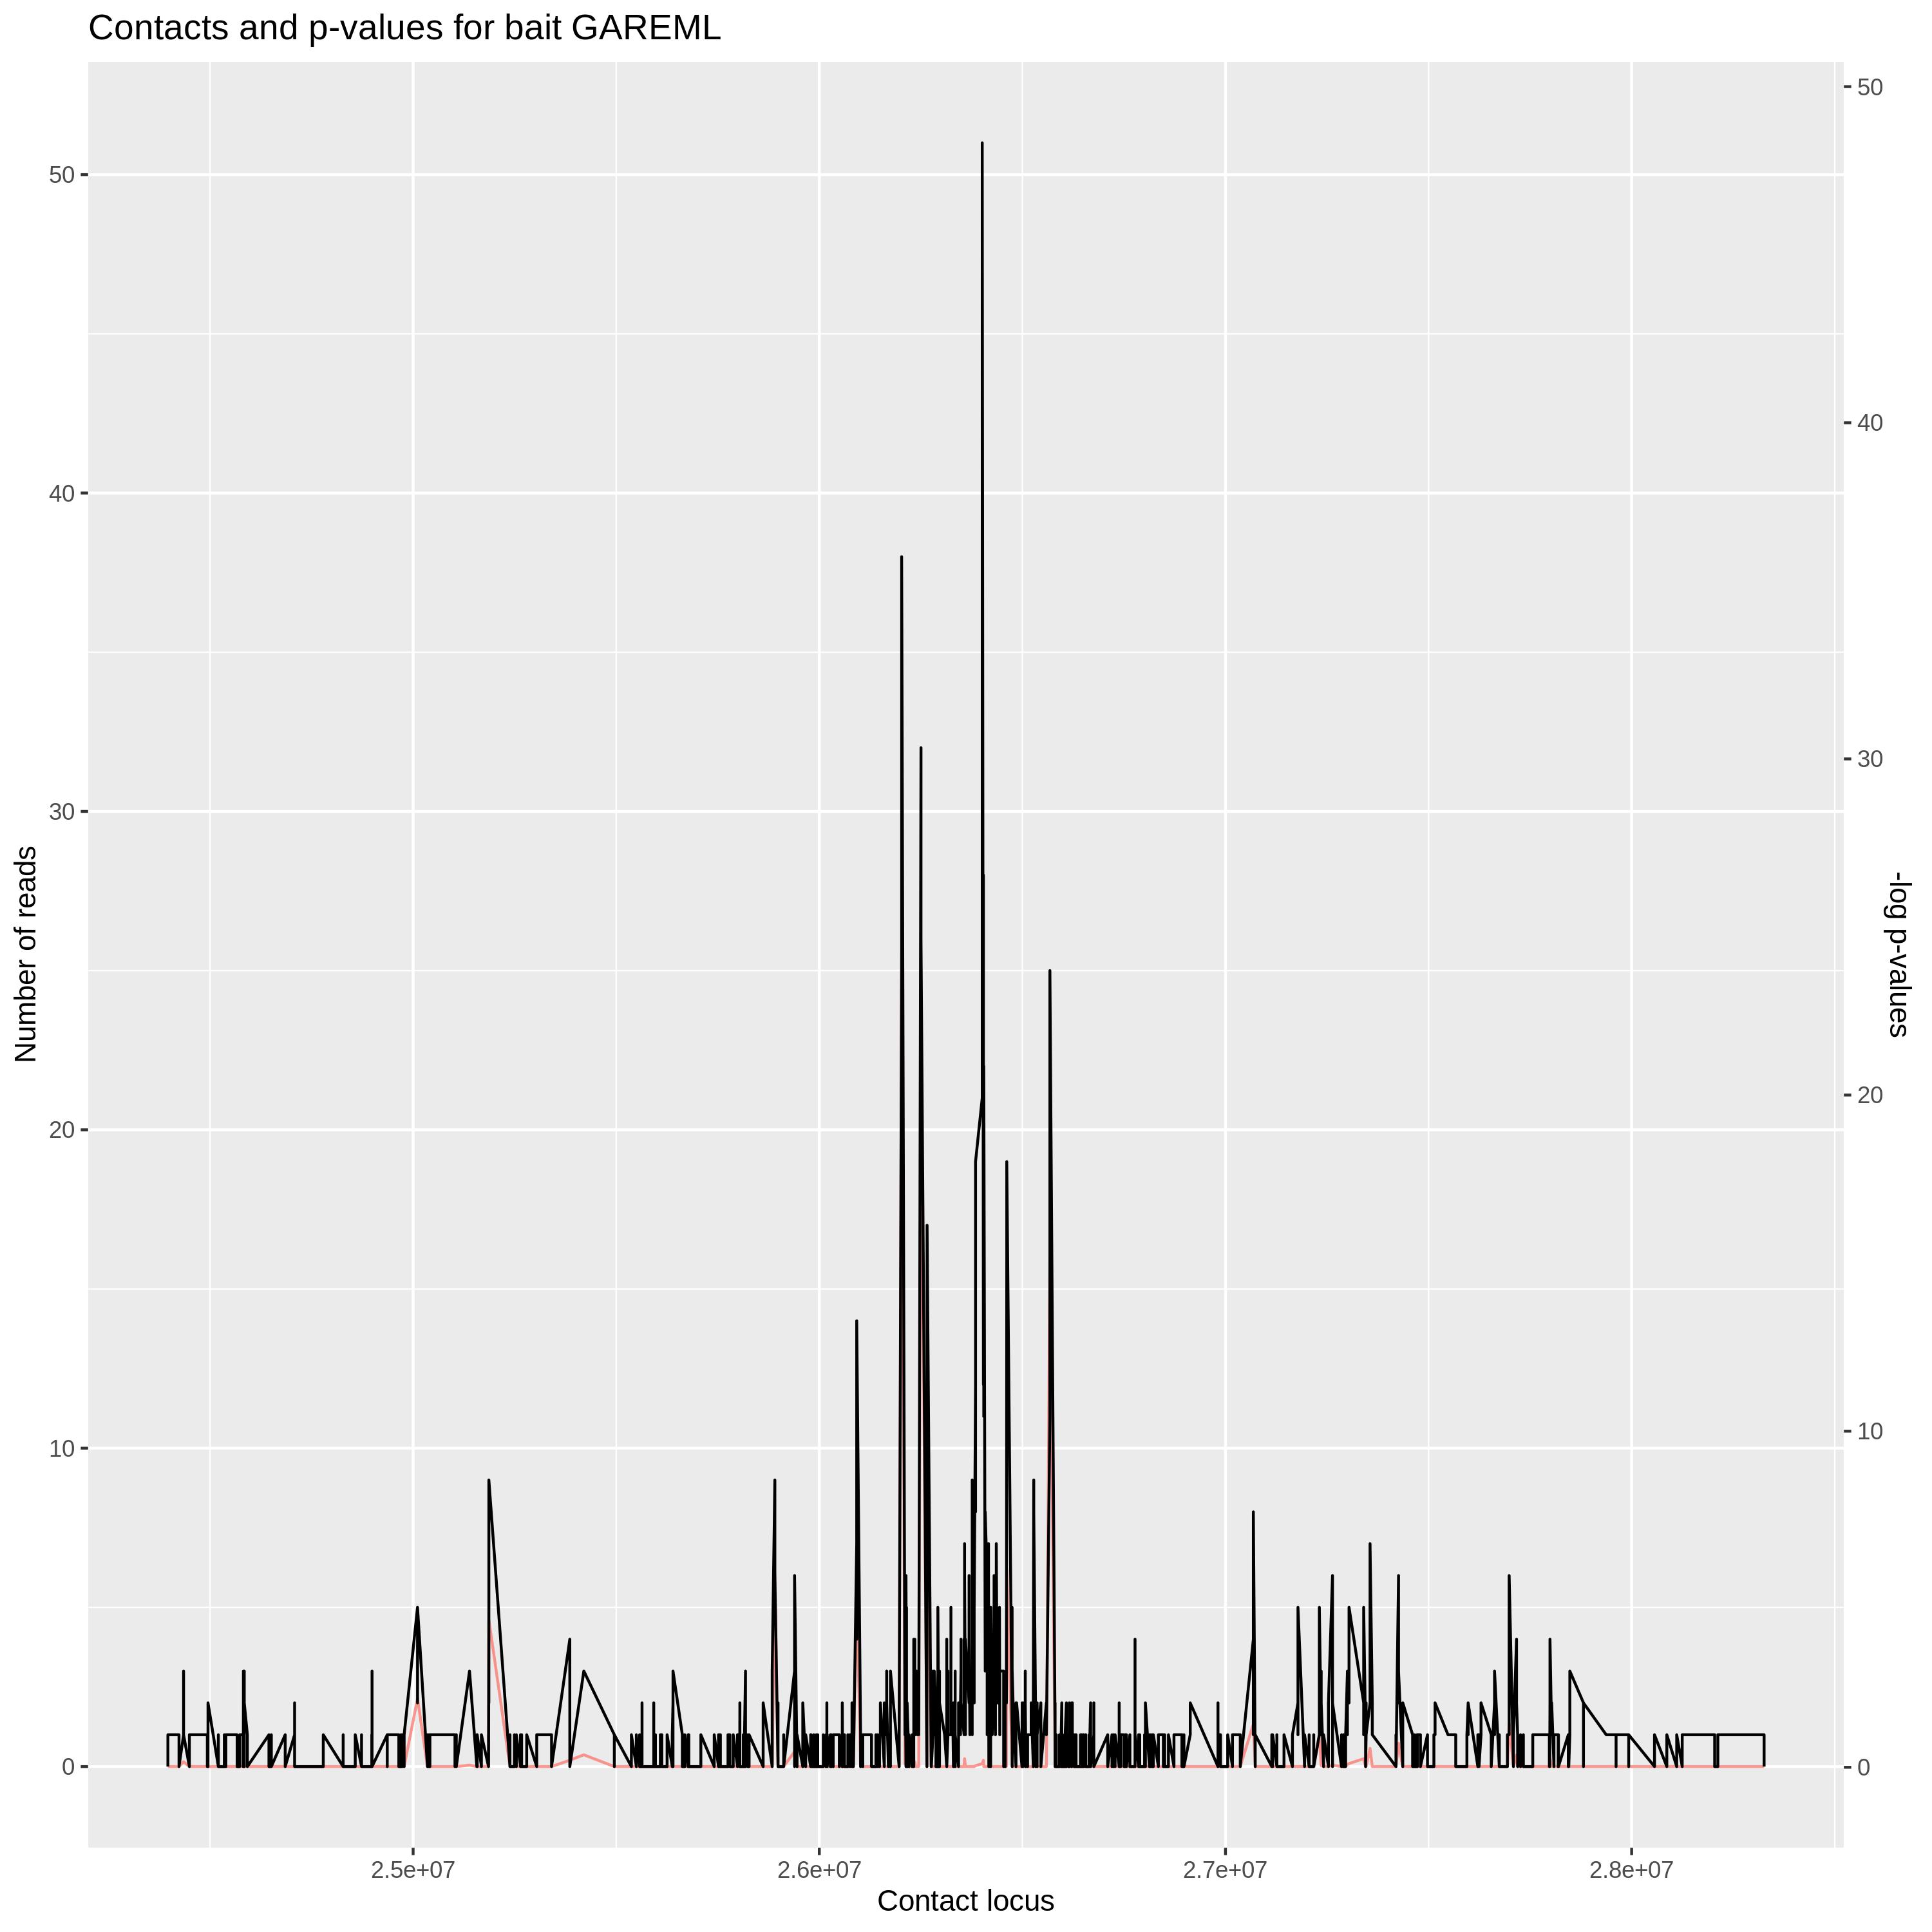 Contacts and p-values for bait GAREML
50
40
30
20
10
0
Number of reads
50
40
30
20
10
0
-log p-values
2.5e+07
2.6e+07
2.7e+07
2.8e+07
Contact locus